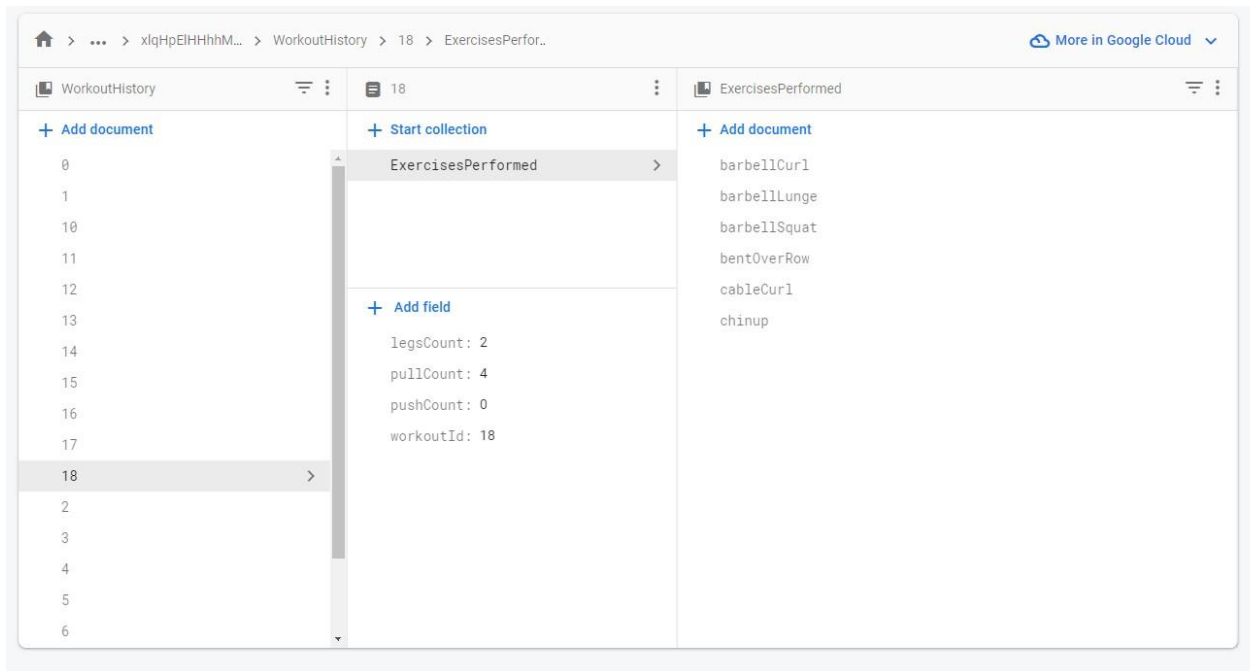 ... xlqHpElHHhhM... WorkoutHistory 18 ExercisesPerfor..
More in Google Cloud
WorkoutHistory
18
ExercisesPerformed
+ Add document
+ Start collection
+ Add document
0
1
10
11
12
13
14
15
16
17
18
2
3
4
5
6
ExercisesPerformed
+ Add field
legsCount: 2
pullCount: 4
pushCount: 0
workoutId: 18
barbellCurl
barbellLunge
barbellSquat
bentOverRow
cableCurl
chinup